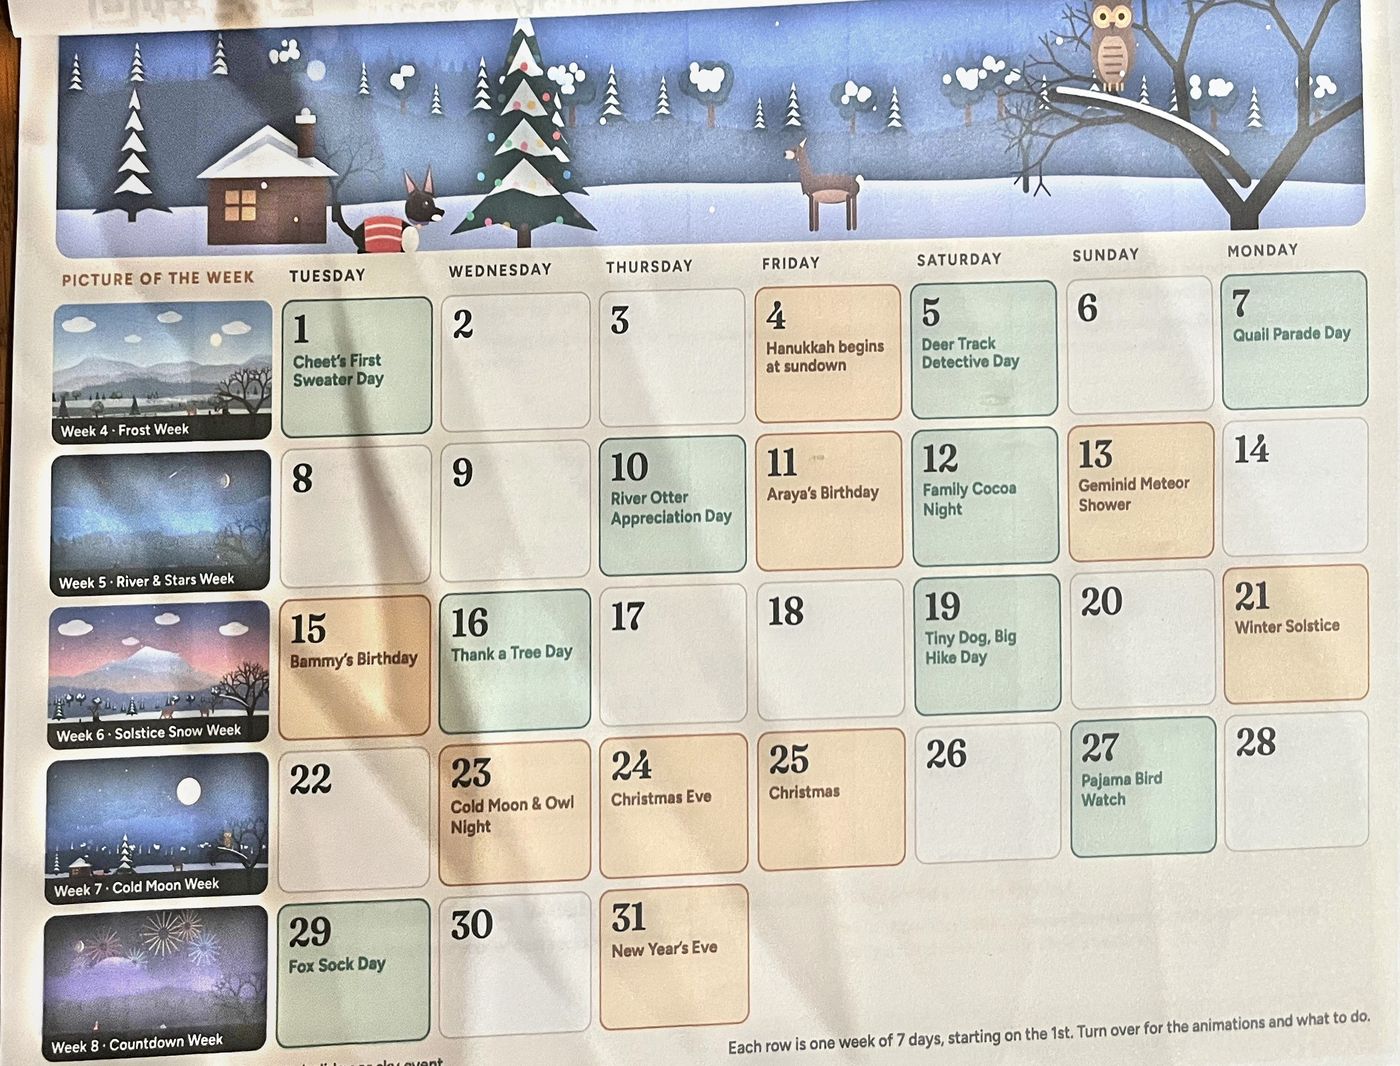 PICTURE OF THE WEEK
TUESDAY
WEDNESDAY
THURSDAY
FRIDAY
SATURDAY
SUNDAY
MONDAY
Week 4 · Frost Week
1
Cheet's First
Sweater Day
2
3
4
Hanukkah begins
at sundown
5
Deer Track
Detective Day
6
7
Quail Parade Day
Week 5 · River & Stars Week
8
9
10
River Otter
Appreciation Day
11
Araya's Birthday
12
Family Cocoa
Night
13
Geminid Meteor
Shower
14
Week 6 · Solstice Snow Week
15
Bammy's Birthday
16
Thank a Tree Day
17
18
19
Tiny Dog, Big
Hike Day
20
21
Winter Solstice
Week 7 · Cold Moon Week
22
23
Cold Moon & Owl
Night
24
Christmas Eve
25
Christmas
26
27
Pajama Bird
Watch
28
Week 8 · Countdown Week
29
Fox Sock Day
30
31
New Year's Eve
Each row is one week of 7 days, starting on the 1st. Turn over for the animations and what to do.
event